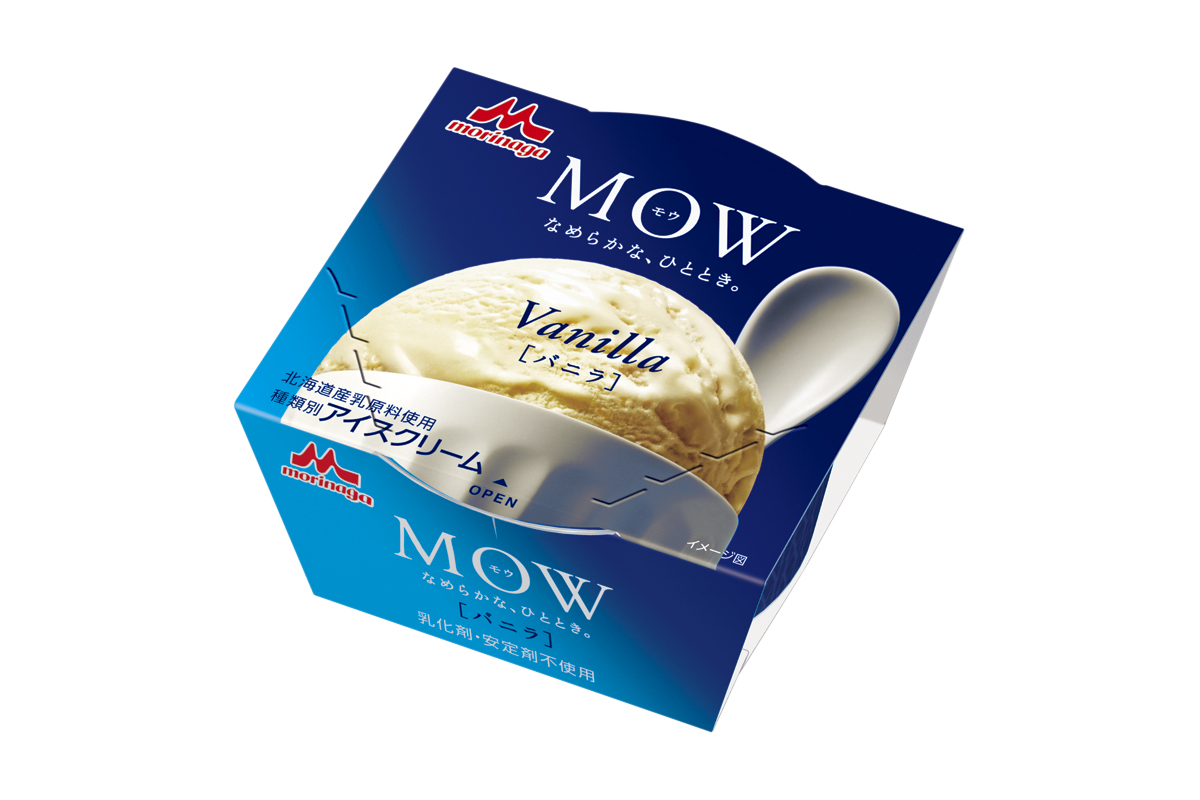 morinaga
MOW
モウ
なめらかな、ひととき。
Vanilla
[バニラ]
北海道産乳原料使用
種類別アイスクリーム
OPEN
イメージ図
morinaga
MOW
モウ
なめらかな、ひととき。
[バニラ]
乳化剤・安定剤不使用